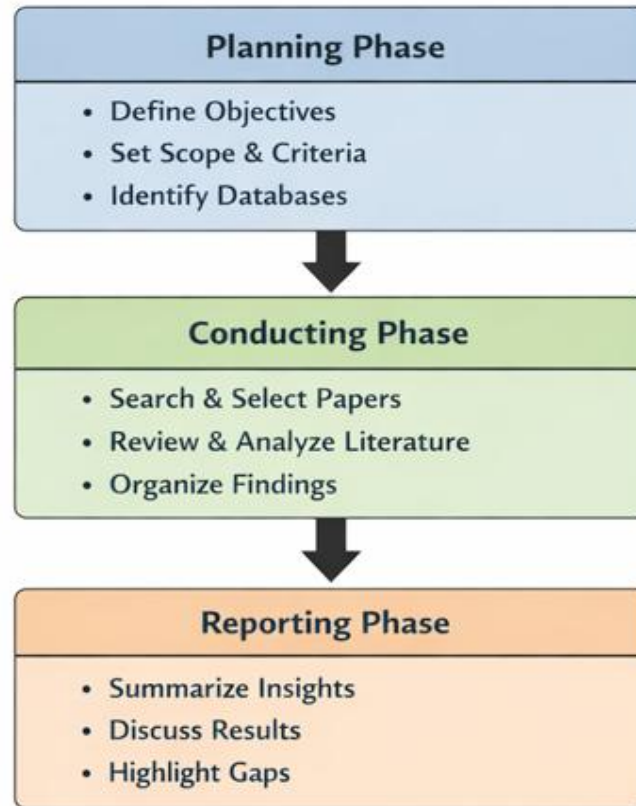 Planning Phase
• Define Objectives
• Set Scope & Criteria
• Identify Databases
Conducting Phase
• Search & Select Papers
• Review & Analyze Literature
• Organize Findings
Reporting Phase
• Summarize Insights
• Discuss Results
• Highlight Gaps